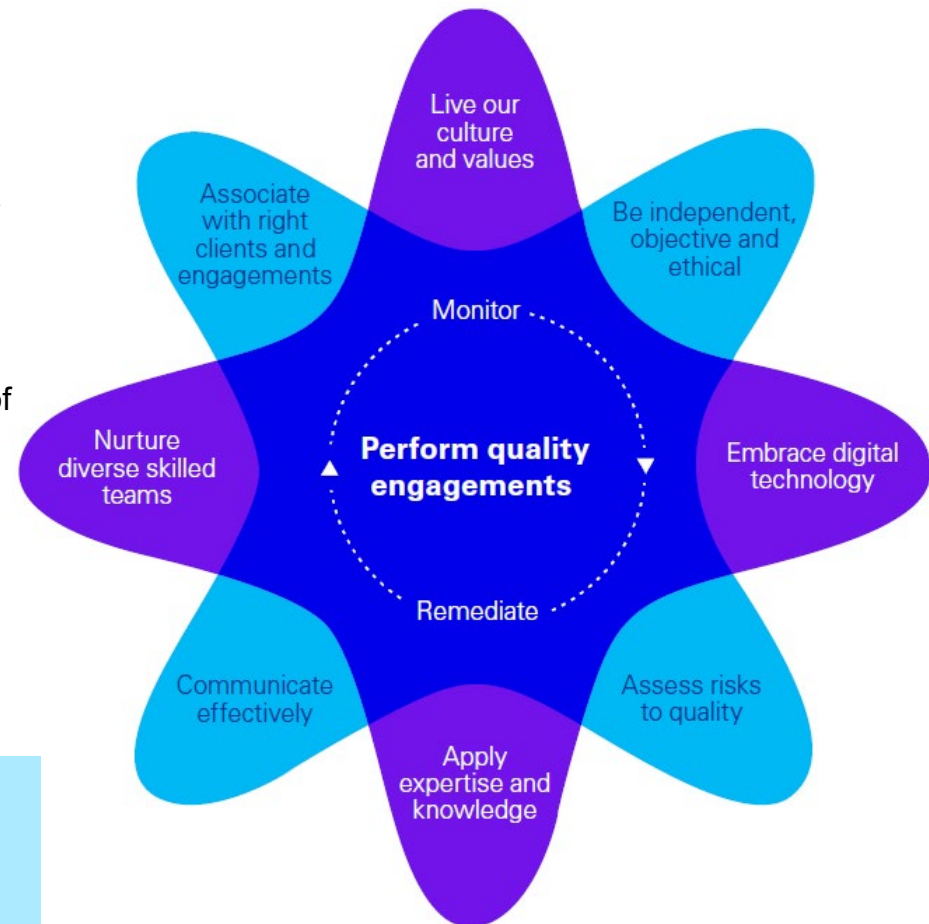 Live our
culture
and values
Associate
with right
clients and
engagements
Be independent,
objective and
ethical
Monitor
of
Nurture
diverse skilled
teams
Perform quality
engagements
Embrace digital
technology
Remediate
Communicate
effectively
Assess risks
to quality
Apply
expertise and
knowledge